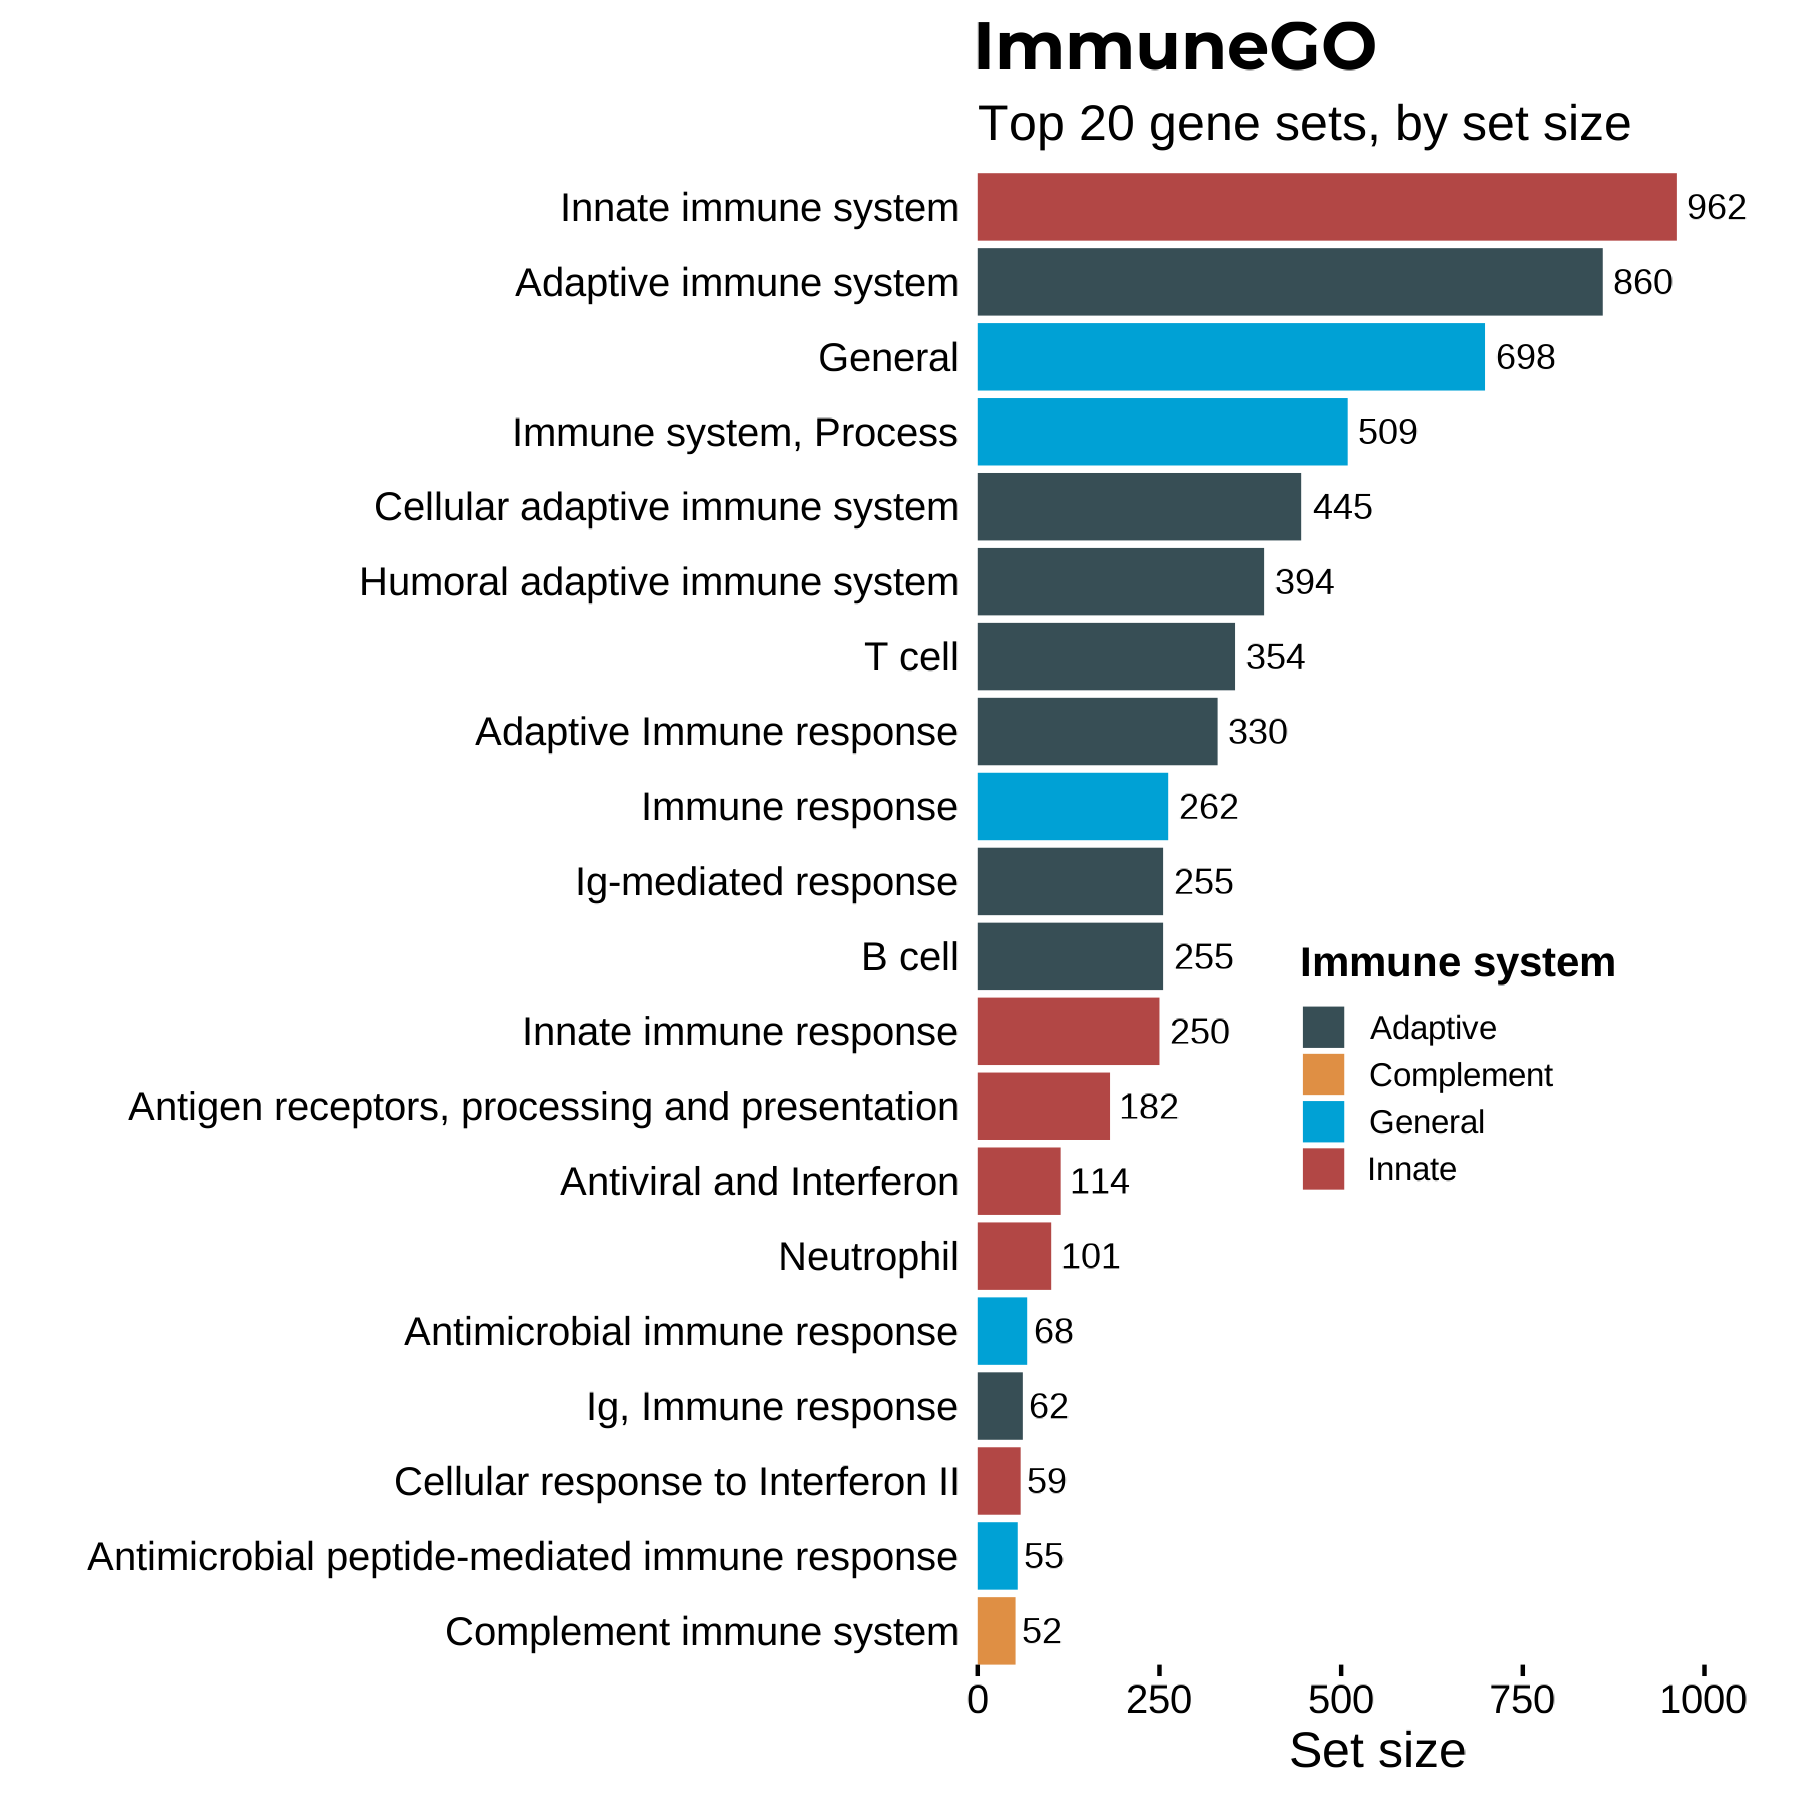 ImmuneGO
Top 20 gene sets, by set size
Innate immune system 962
Adaptive immune system 860
General 698
Immune system, Process 509
Cellular adaptive immune system 445
Humoral adaptive immune system 394
T cell 354
Adaptive Immune response 330
Immune response 262
Ig-mediated response 255
B cell 255
Innate immune response 250
Antigen receptors, processing and presentation 182
Antiviral and Interferon 114
Neutrophil 101
Antimicrobial immune response 68
Ig, Immune response 62
Cellular response to Interferon II 59
Antimicrobial peptide-mediated immune response 55
Complement immune system 52
Immune system
Adaptive
Complement
General
Innate
0 250 500 750 1000
Set size